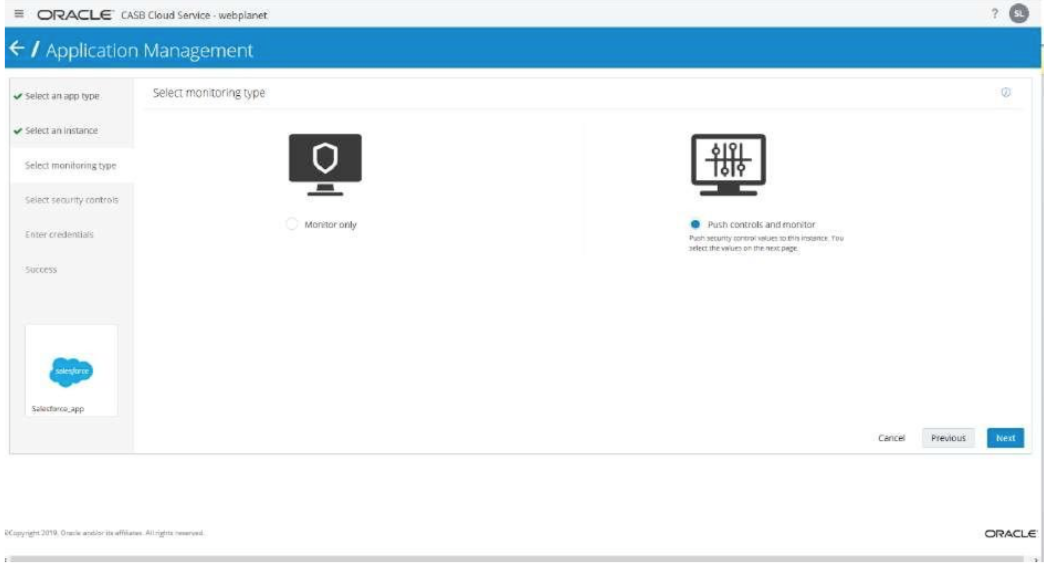 ORACLE CASB Cloud Service - webplanet
? SL
/ Application Management
Select an app type
Select monitoring type
Select an instance
Select monitoring type
Select security controls
Monitor only
Push controls and monitor
Enter credentials
Push security control values to this instance. You
select the values on the next page.
Success
salesforce
Salesforce_app
Cancel Previous Next
©Copyright 2019, Oracle and/or its affiliates. All rights reserved.
ORACLE